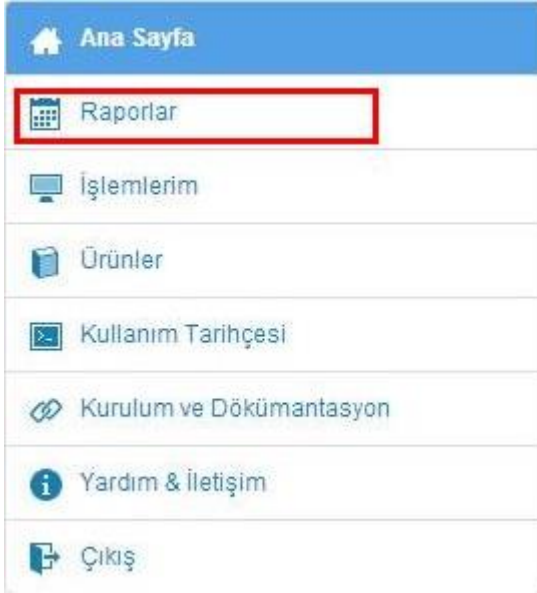 Ana Sayfa
Raporlar
İşlemlerim
Ürünler
Kullanım Tarihçesi
Kurulum ve Dökümantasyon
Yardım & İletişim
Çıkış